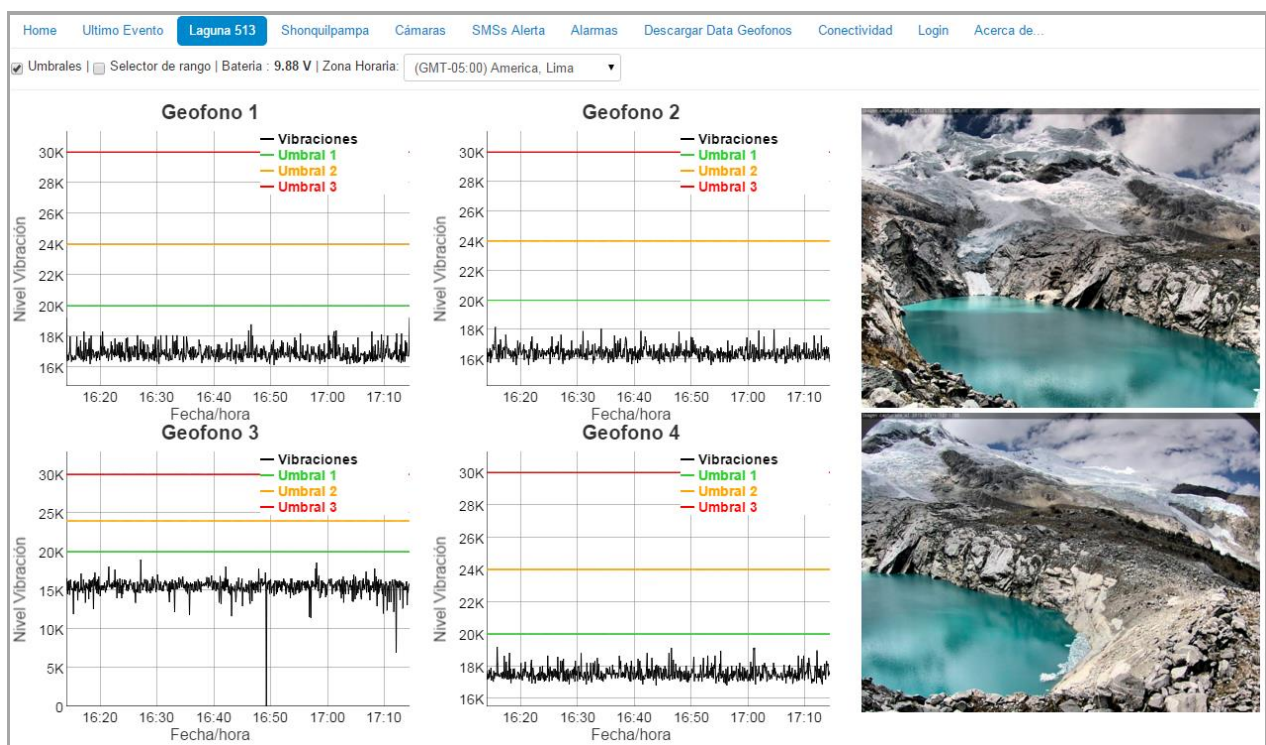 Home Ultimo Evento Laguna 513 Shonquilpampa Cámaras SMSs Alerta Alarmas Descargar Data Geofonos Conectividad Login Acerca de...
Umbrales | Selector de rango | Bateria : 9.88 V | Zona Horaria: (GMT-05:00) America, Lima
Geofono 1
Vibraciones
Umbral 1
Umbral 2
Umbral 3
30K
28K
26K
24K
22K
20K
18K
16K
Nivel Vibración
16:20 16:30 16:40 16:50 17:00 17:10
Fecha/hora
Geofono 2
Vibraciones
Umbral 1
Umbral 2
Umbral 3
30K
28K
26K
24K
22K
20K
18K
16K
Nivel Vibración
16:20 16:30 16:40 16:50 17:00 17:10
Fecha/hora
Geofono 3
Vibraciones
Umbral 1
Umbral 2
Umbral 3
30K
25K
20K
15K
10K
5K
0
Nivel Vibración
16:20 16:30 16:40 16:50 17:00 17:10
Fecha/hora
Geofono 4
Vibraciones
Umbral 1
Umbral 2
Umbral 3
30K
28K
26K
24K
22K
20K
18K
16K
Nivel Vibración
16:20 16:30 16:40 16:50 17:00 17:10
Fecha/hora